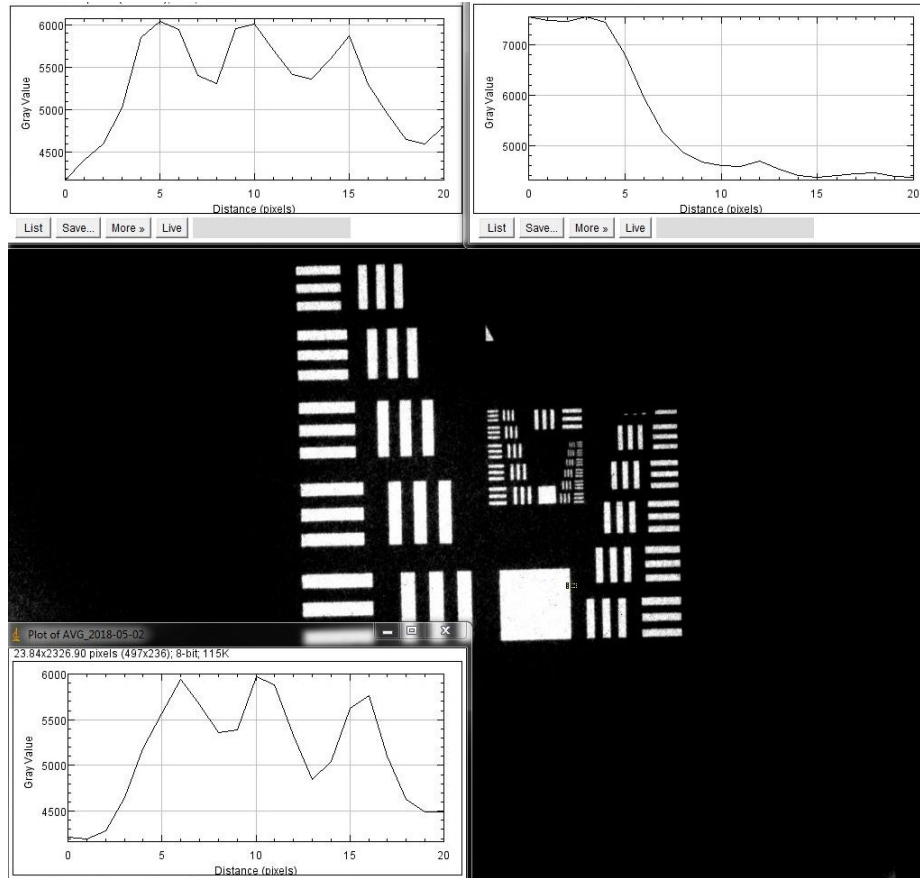 6000
5500
5000
4500
Gray Value
0 5 10 15 20
Distance (pixels)
List Save... More » Live
7000
6000
5000
Gray Value
0 5 10 15 20
Distance (pixels)
List Save... More » Live
Plot of AVG_2018-05-02
23.84x2326.90 pixels (497x236); 8-bit; 115K
6000
5500
5000
4500
Gray Value
0 5 10 15 20
Distance (pixels)